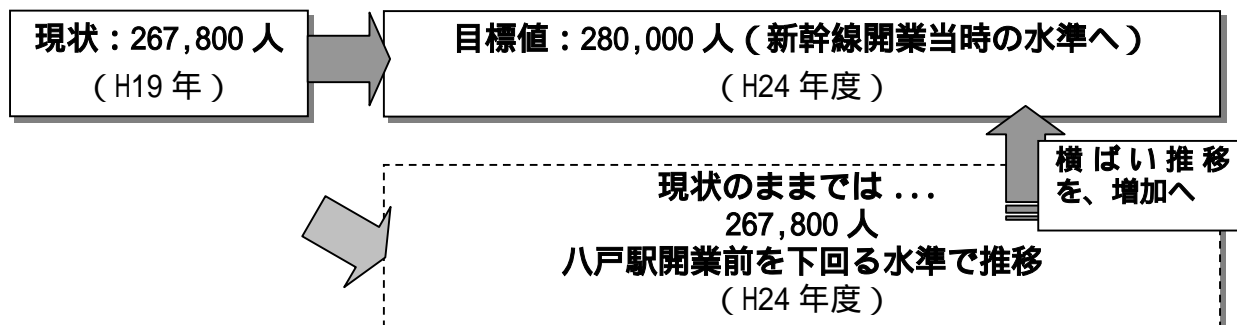 現状：267,800 人
（H19 年）
目標値：280,000 人（新幹線開業当時の水準へ）
（H24 年度）
横ばい推移
を、増加へ
現状のままでは...
267,800 人
八戸駅開業前を下回る水準で推移
（H24 年度）